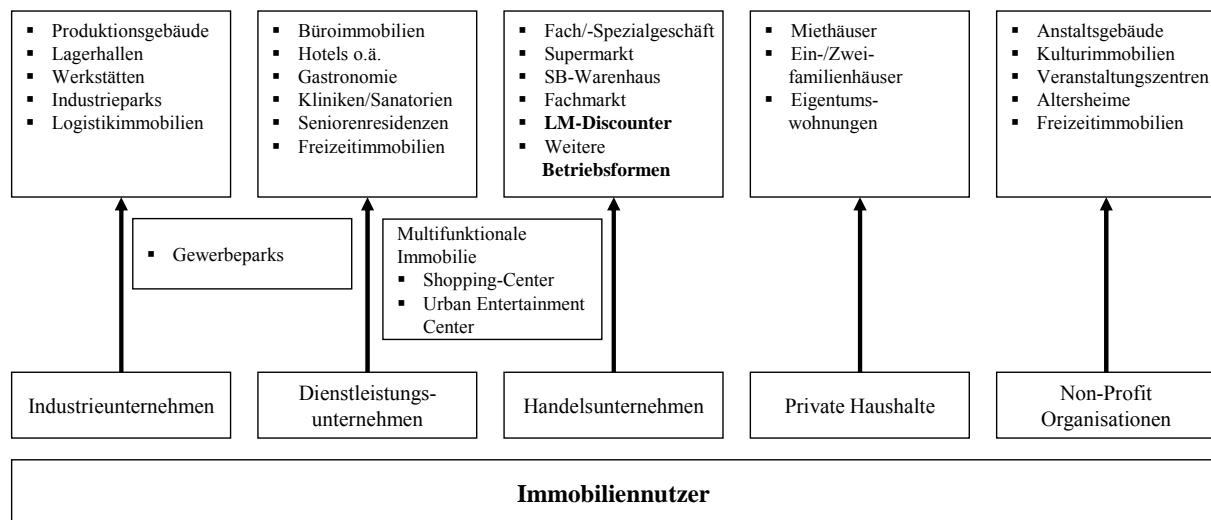 ▪ Produktionsgebäude
▪ Lagerhallen
▪ Werkstätten
▪ Industrieparks
▪ Logistikimmobilien
▪ Büroimmobilien
▪ Hotels o.ä.
▪ Gastronomie
▪ Kliniken/Sanatorien
▪ Seniorenresidenzen
▪ Freizeitimmobilien
▪ Fach/-Spezialgeschäft
▪ Supermarkt
▪ SB-Warenhaus
▪ Fachmarkt
▪ LM-Discounter
▪ Weitere
Betriebsformen
▪ Miethäuser
▪ Ein-/Zwei-
familienhäuser
▪ Eigentums-
wohnungen
▪ Anstaltsgebäude
▪ Kulturimmobilien
▪ Veranstaltungszentren
▪ Altersheime
▪ Freizeitimmobilien
▪ Gewerbeparks
Multifunktionale
Immobilie
▪ Shopping-Center
▪ Urban Entertainment
Center
Industrieunternehmen
Dienstleistungs-
unternehmen
Handelsunternehmen
Private Haushalte
Non-Profit
Organisationen
Immobiliennutzer